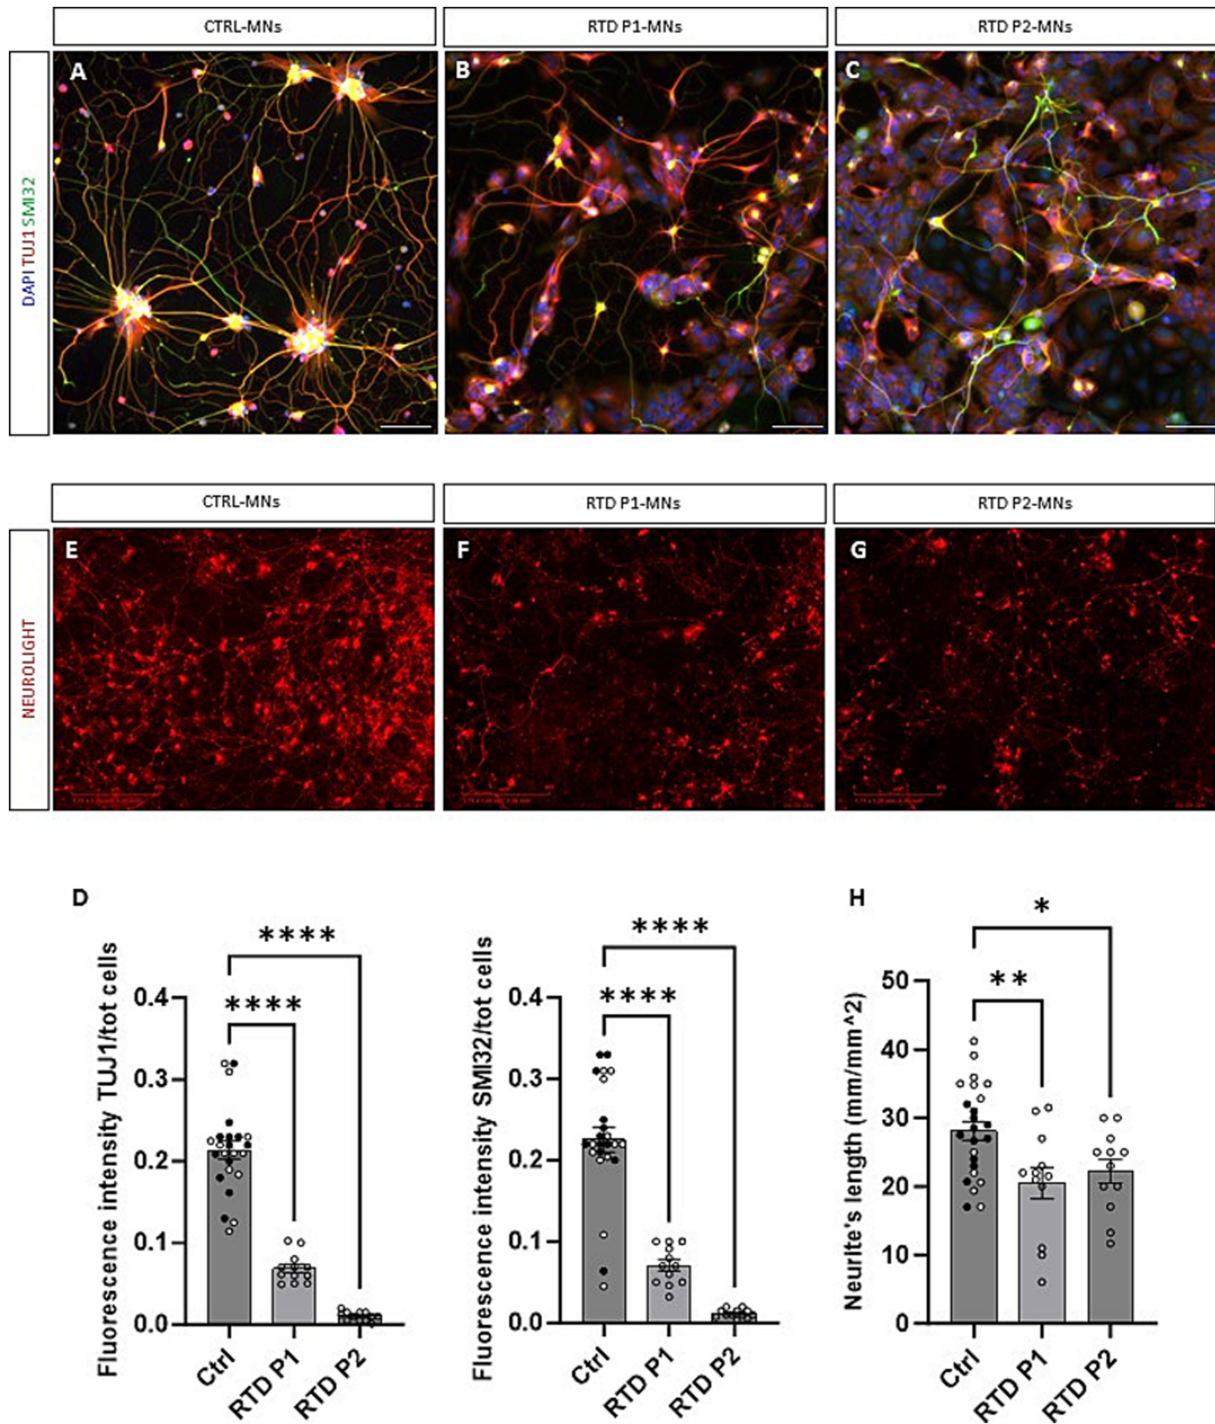 CTRL-MNs
RTD P1-MNs
RTD P2-MNs
DAPI TUJ1 SMI32
A
B
C
CTRL-MNs
RTD P1-MNs
RTD P2-MNs
NEUROLIGHT
E
F
G
D
Fluorescence intensity TUJ1/tot cells
0.4
0.3
0.2
0.1
0.0
****
****
Ctrl
RTD P1
RTD P2
Fluorescence intensity SMI32/tot cells
0.4
0.3
0.2
0.1
0.0
****
****
Ctrl
RTD P1
RTD P2
H
Neurite's length (mm/mm^2)
50
40
30
20
10
0
*
**
Ctrl
RTD P1
RTD P2